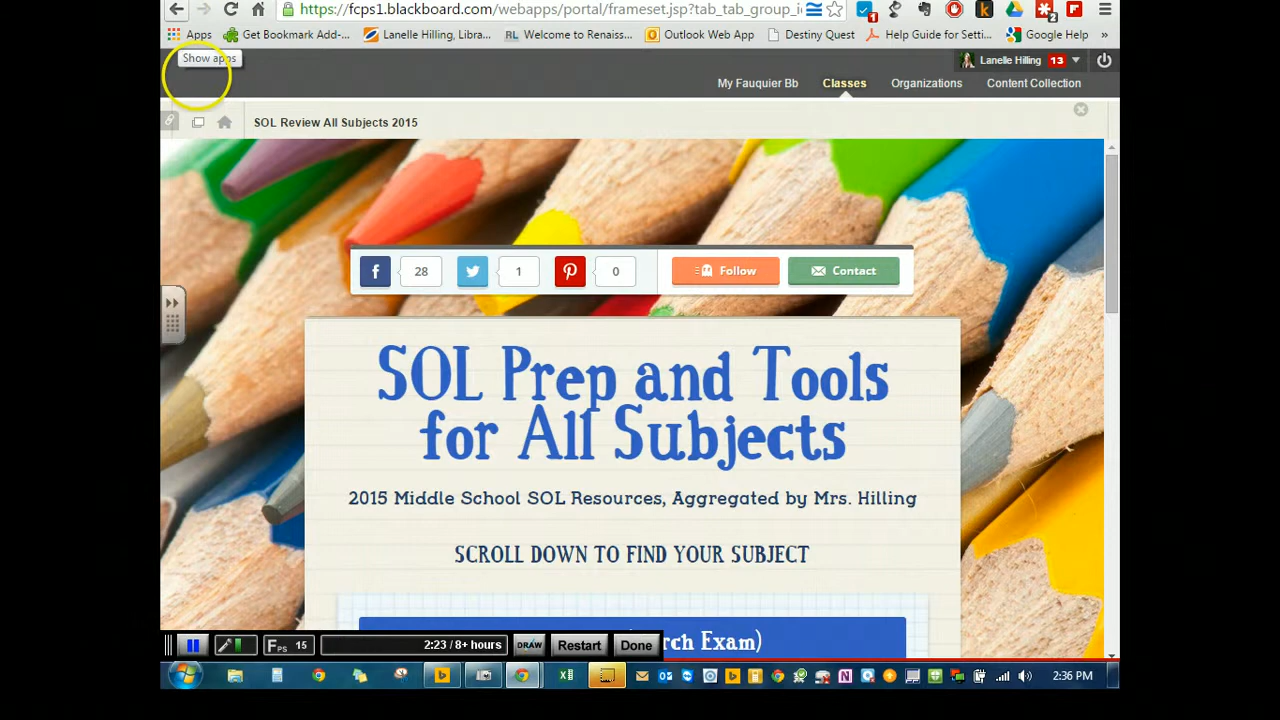 https://fcps1.blackboard.com/webapps/portal/frameset.jsp?tab_tab_group_i
1
2
Apps
Get Bookmark Add-...
Lanelle Hilling, Libra...
RL Welcome to Renaiss...
Outlook Web App
Destiny Quest
Help Guide for Setti...
Google Help
»
Show apps
Lanelle Hilling 13
My Fauquier Bb
Classes
Organizations
Content Collection
SOL Review All Subjects 2015
28
1
0
Follow
Contact
SOL Prep and Tools
for All Subjects
2015 Middle School SOL Resources, Aggregated by Mrs. Hilling
SCROLL DOWN TO FIND YOUR SUBJECT
rch Exam)
FPS 15
2:23 / 8+ hours
DRAW
Restart
Done
2:36 PM